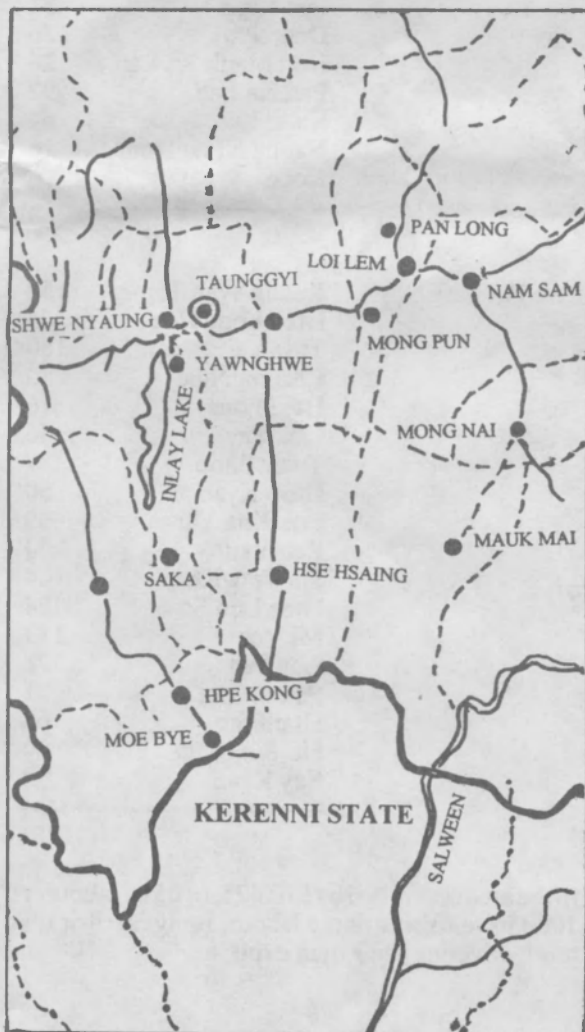 PAN LONG
LOI LEM
TAUNGGYI
NAM SAM
SHWE NYAUNG
MONG PUN
YAWNGHWE
INLAY LAKE
MONG NAI
MAUK MAI
SAKA
HSE HSAING
HPE KONG
MOE BYE
KERENNI STATE
SALWEEN